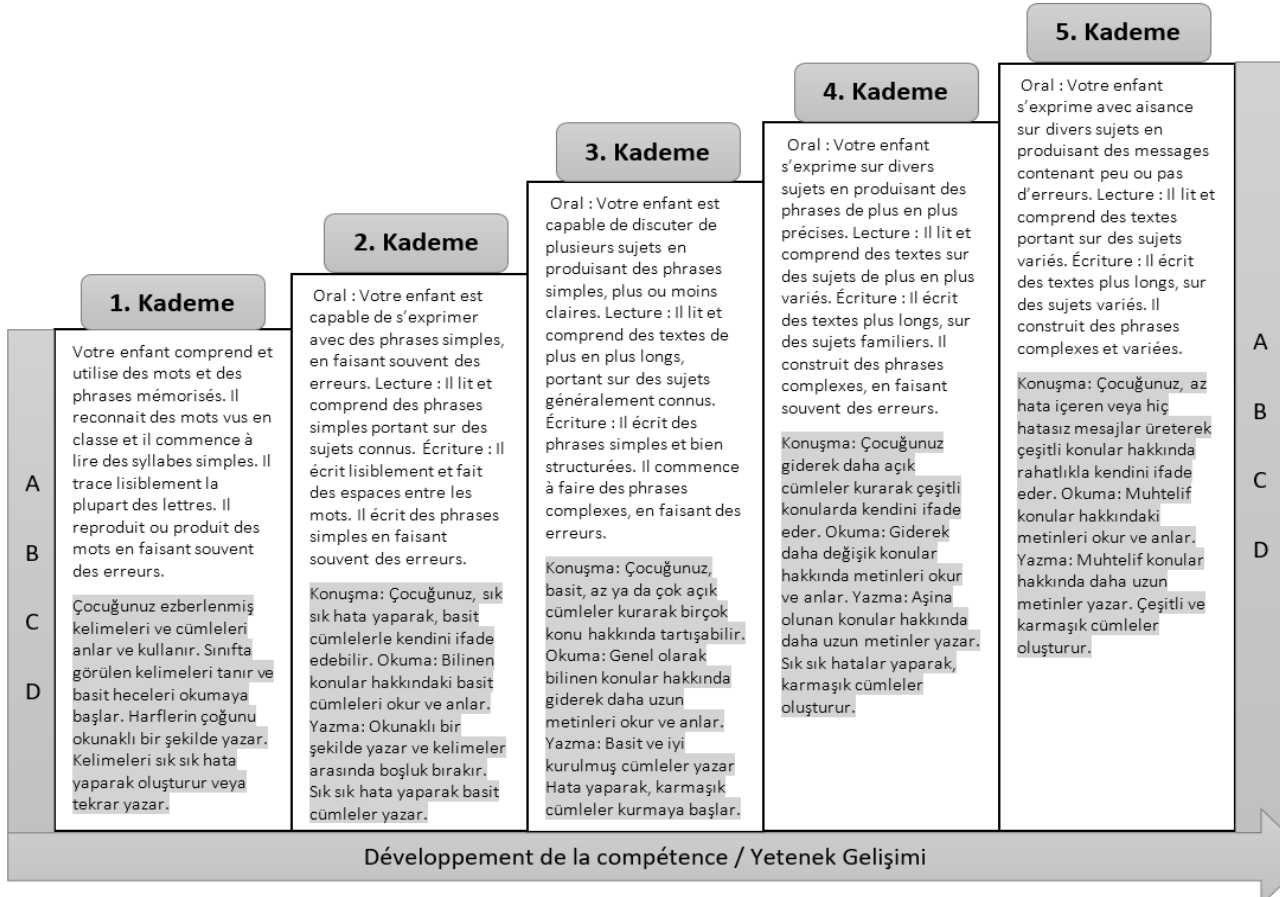 1. Kademe
Votre enfant comprend et
utilise des mots et des
phrases mémorisés. Il
reconnait des mots vus en
classe et il commence à
lire des syllabes simples. Il
trace lisiblement la
plupart des lettres. Il
reproduit ou produit des
mots en faisant souvent
des erreurs.
Çocuğunuz ezberlenmiş
kelimeleri ve cümleleri
anlar ve kullanır. Sınıfta
görülen kelimeleri tanır ve
basit heceleri okumaya
başlar. Harflerin çoğunu
okunaklı bir şekilde yazar.
Kelimeleri sık sık hata
yaparak oluşturur veya
tekrar yazar.
2. Kademe
Oral : Votre enfant est
capable de s’exprimer
avec des phrases simples,
en faisant souvent des
erreurs. Lecture : Il lit et
comprend des phrases
simples portant sur des
sujets connus. Écriture : Il
écrit lisiblement et fait
des espaces entre les
mots. Il écrit des phrases
simples en faisant
souvent des erreurs.
Konuşma: Çocuğunuz, sık
sık hata yaparak, basit
cümlelerle kendini ifade
edebilir. Okuma: Bilinen
konular hakkındaki basit
cümleleri okur ve anlar.
Yazma: Okunaklı bir
şekilde yazar ve kelimeler
arasında boşluk bırakır.
Sık sık hata yaparak basit
cümleler yazar.
3. Kademe
Oral : Votre enfant est
capable de discuter de
plusieurs sujets en
produisant des phrases
simples, plus ou moins
claires. Lecture : Il lit et
comprend des textes de
plus en plus longs,
portant sur des sujets
généralement connus.
Écriture : Il écrit des
phrases simples et bien
structurées. Il commence
à faire des phrases
complexes, en faisant des
erreurs.
Konuşma: Çocuğunuz,
basit, az ya da çok açık
cümleler kurarak birçok
konu hakkında tartışabilir.
Okuma: Genel olarak
bilinen konular hakkında
giderek daha uzun
metinleri okur ve anlar.
Yazma: Basit ve iyi
kurulmuş cümleler yazar
Hata yaparak, karmaşık
cümleler kurmaya başlar.
4. Kademe
Oral : Votre enfant
s’exprime sur divers
sujets en produisant des
phrases de plus en plus
précises. Lecture : Il lit et
comprend des textes sur
des sujets de plus en plus
variés. Écriture : Il écrit
des textes plus longs, sur
des sujets familiers. Il
construit des phrases
complexes, en faisant
souvent des erreurs.
Konuşma: Çocuğunuz
giderek daha açık
cümleler kurarak çeşitli
konularda kendini ifade
eder. Okuma: Giderek
daha değişik konular
hakkında metinleri okur
ve anlar. Yazma: Aşina
olunan konular hakkında
daha uzun metinler yazar.
Sık sık hatalar yaparak,
karmaşık cümleler
oluşturur.
5. Kademe
Oral : Votre enfant
s’exprime avec aisance
sur divers sujets en
produisant des messages
contenant peu ou pas
d’erreurs. Lecture : Il lit et
comprend des textes
portant sur des sujets
variés. Écriture : Il écrit
des textes plus longs, sur
des sujets variés. Il
construit des phrases
complexes et variées.
Konuşma: Çocuğunuz, az
hata içeren veya hiç
hatasız mesajlar üreterek
çeşitli konular hakkında
rahatlıkla kendini ifade
eder. Okuma: Muhtelif
konular hakkındaki
metinleri okur ve anlar.
Yazma: Muhtelif konular
hakkında daha uzun
metinler yazar. Çeşitli ve
karmaşık cümleler
oluşturur.
A
B
C
D
A
B
C
D
Développement de la compétence / Yetenek Gelişimi